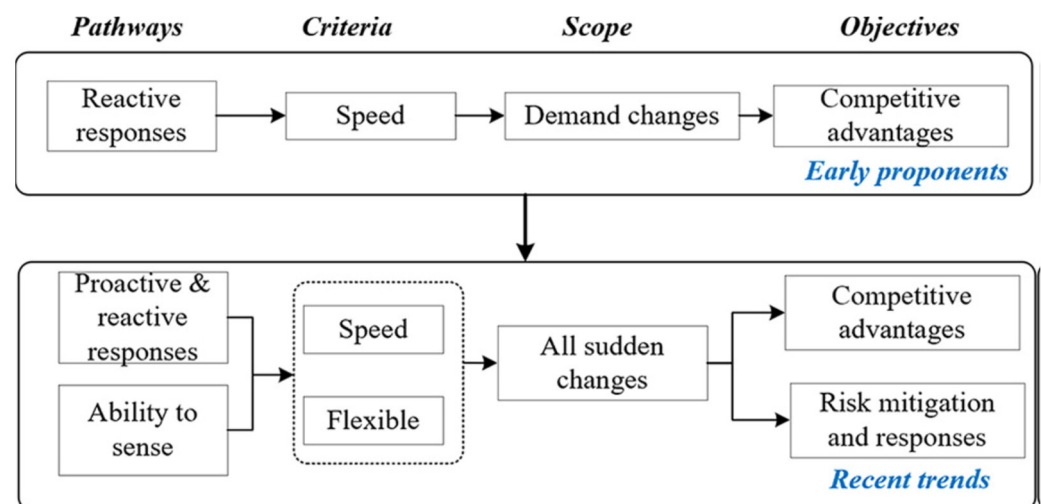 Pathways Criteria Scope Objectives
Reactive
responses
Speed
Demand changes
Competitive
advantages
Early proponents
Proactive &
reactive
responses
Ability to
sense
Speed
Flexible
All sudden
changes
Competitive
advantages
Risk mitigation
and responses
Recent trends